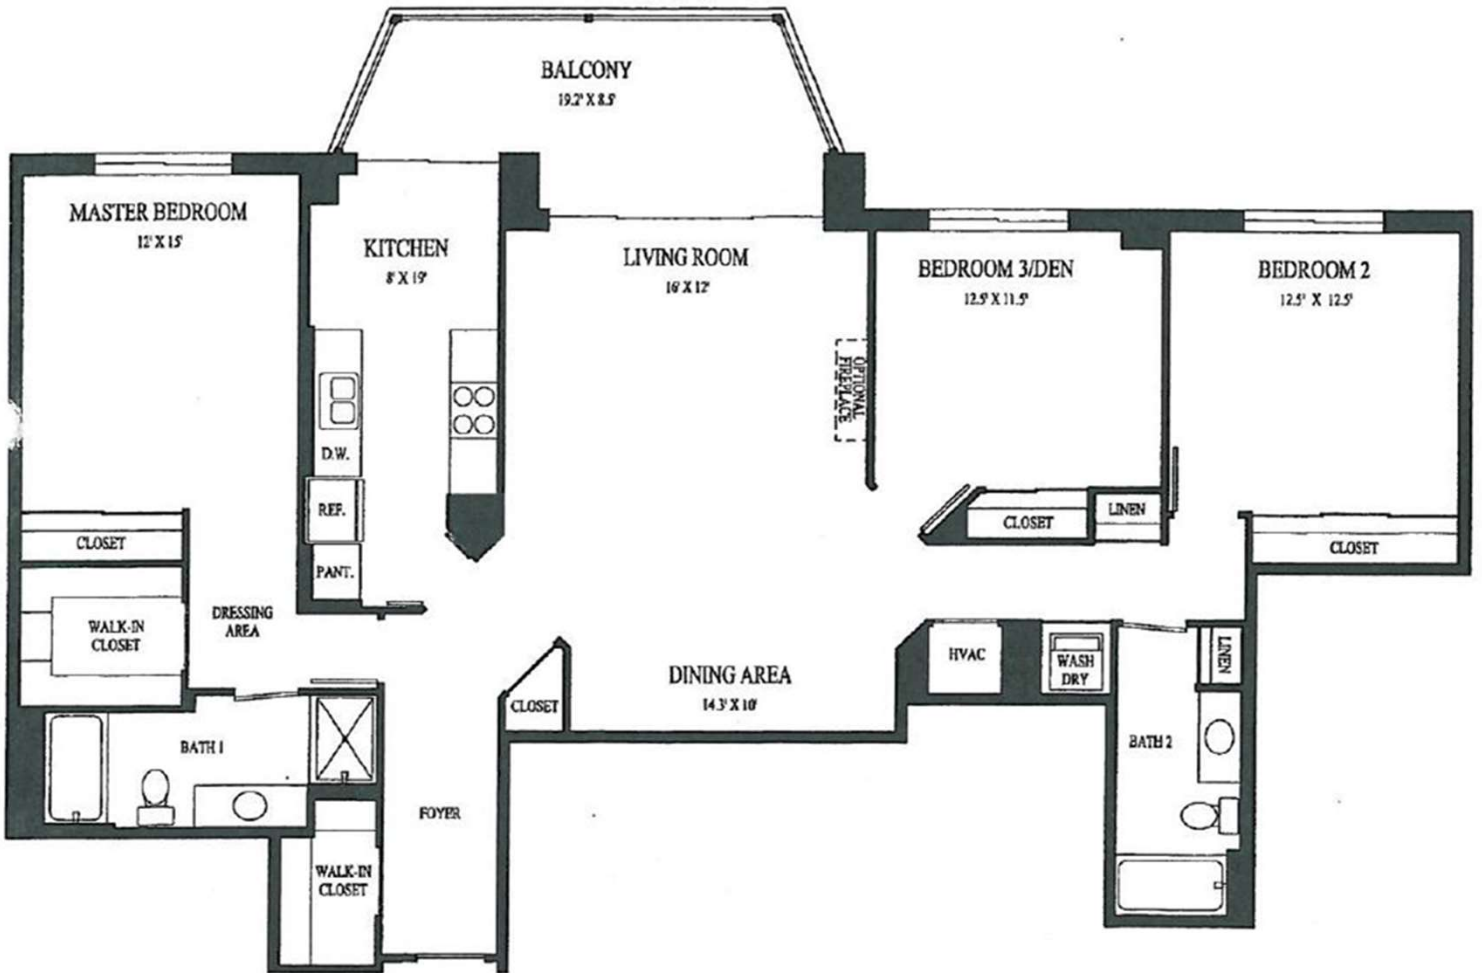 BALCONY
19.2' X 8.5'
MASTER BEDROOM
12' X 15'
KITCHEN
8' X 19'
LIVING ROOM
16' X 12'
BEDROOM 3/DEN
12.5' X 11.5'
BEDROOM 2
12.5' X 12.5'
OPTIONAL
FIREPLACE
D.W.
REF.
PANT.
CLOSET
WALK-IN
CLOSET
DRESSING
AREA
CLOSET
LINEN
CLOSET
HVAC
WASH
DRY
LINEN
DINING AREA
14.3' X 10'
CLOSET
BATH 1
BATH 2
FOYER
WALK-IN
CLOSET